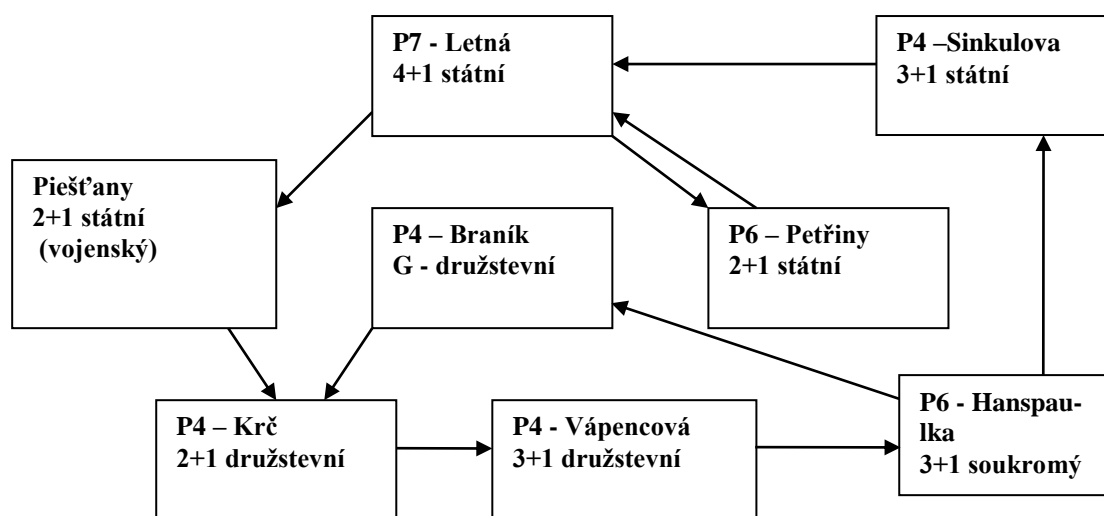 P7 - Letná
4+1 státní
P4 –Sinkulova
3+1 státní
Piešťany
2+1 státní
(vojenský)
P4 – Braník
G - družstevní
P6 – Petřiny
2+1 státní
P4 – Krč
2+1 družstevní
P4 - Vápencová
3+1 družstevní
P6 - Hanspau-
lka
3+1 soukromý